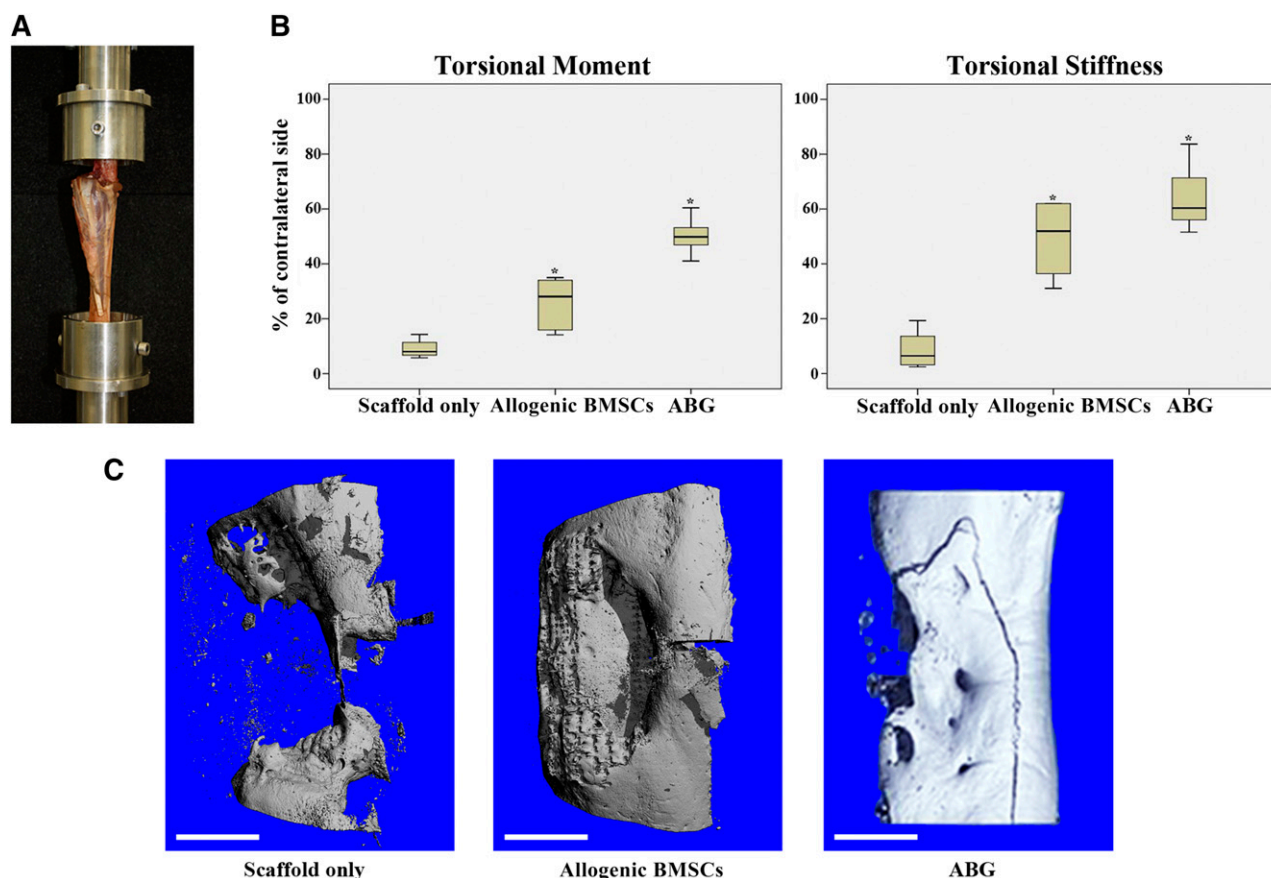 A
B
Torsional Moment
Torsional Stiffness
% of contralateral side
100
80
60
40
20
0
*
*
Scaffold only
Allogenic BMSCs
ABG
100
80
60
40
20
0
*
*
Scaffold only
Allogenic BMSCs
ABG
C
Scaffold only
Allogenic BMSCs
ABG